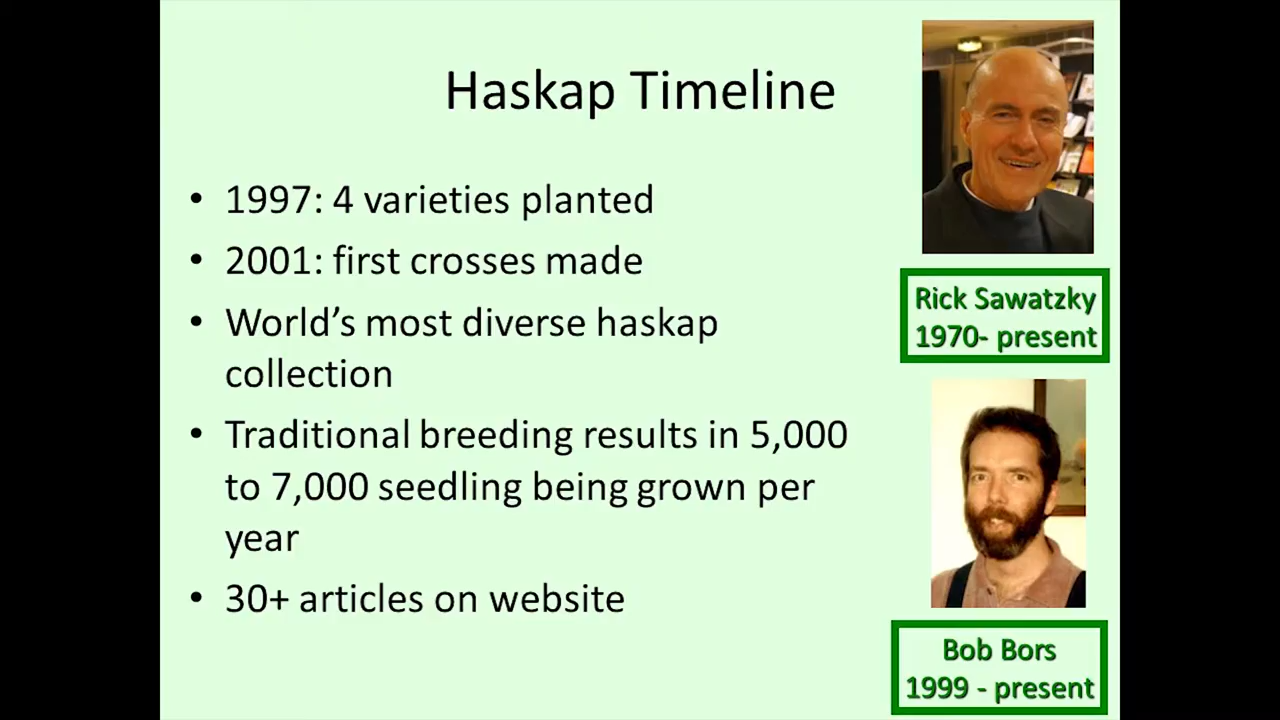 Haskap Timeline
• 1997: 4 varieties planted
• 2001: first crosses made
• World’s most diverse haskap
collection
• Traditional breeding results in 5,000
to 7,000 seedling being grown per
year
• 30+ articles on website
Rick Sawatzky
1970- present
Bob Bors
1999 - present